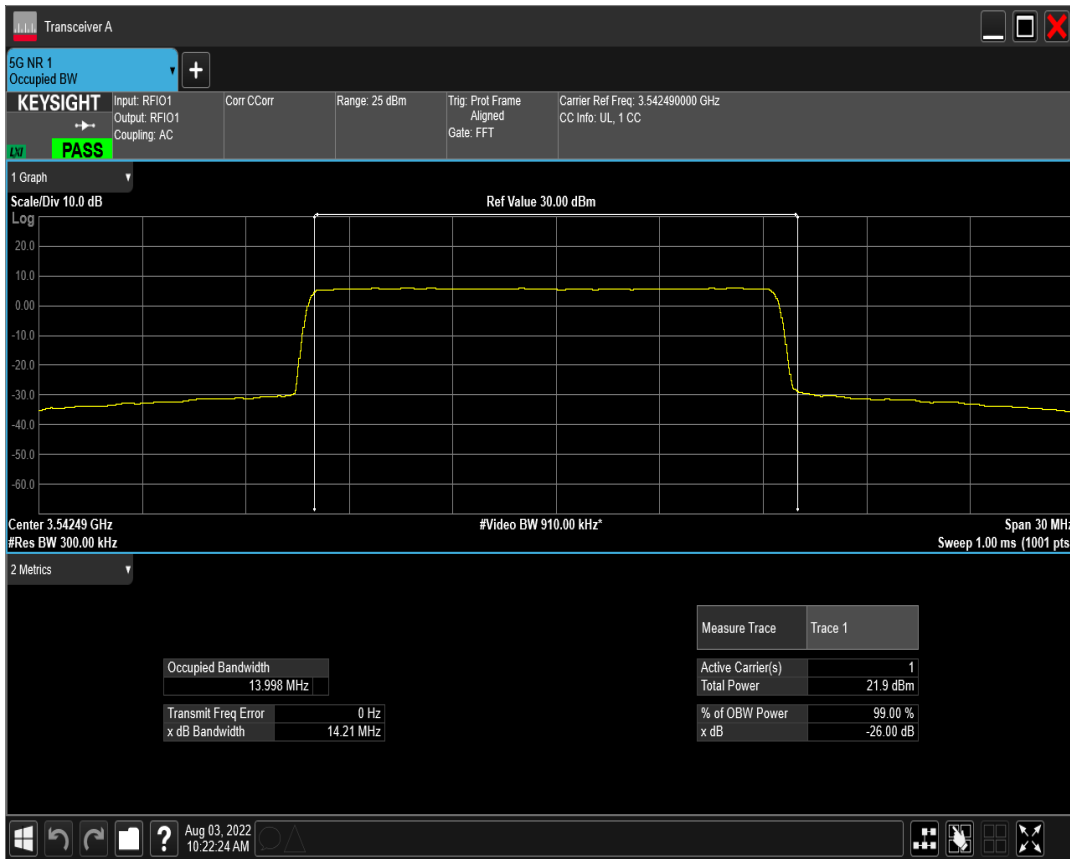 Transceiver A
5G NR 1
Occupied BW
KEYSIGHT
Input: RFIO1
Output: RFIO1
Coupling: AC
Corr CCorr
Range: 25 dBm
Trig: Prot Frame
Aligned
Gate: FFT
Carrier Ref Freq: 3.542490000 GHz
CC Info: UL, 1 CC
LXI
PASS
1 Graph
Scale/Div 10.0 dB
Ref Value 30.00 dBm
Log
20.0
10.0
0.00
-10.0
-20.0
-30.0
-40.0
-50.0
-60.0
Center 3.54249 GHz
#Video BW 910.00 kHz*
Span 30 MHz
#Res BW 300.00 kHz
Sweep 1.00 ms (1001 pts
2 Metrics
Measure Trace Trace 1
Occupied Bandwidth
13.998 MHz
Active Carrier(s) 1
Total Power 21.9 dBm
Transmit Freq Error 0 Hz
x dB Bandwidth 14.21 MHz
% of OBW Power 99.00 %
x dB -26.00 dB
?
Aug 03, 2022
10:22:24 AM